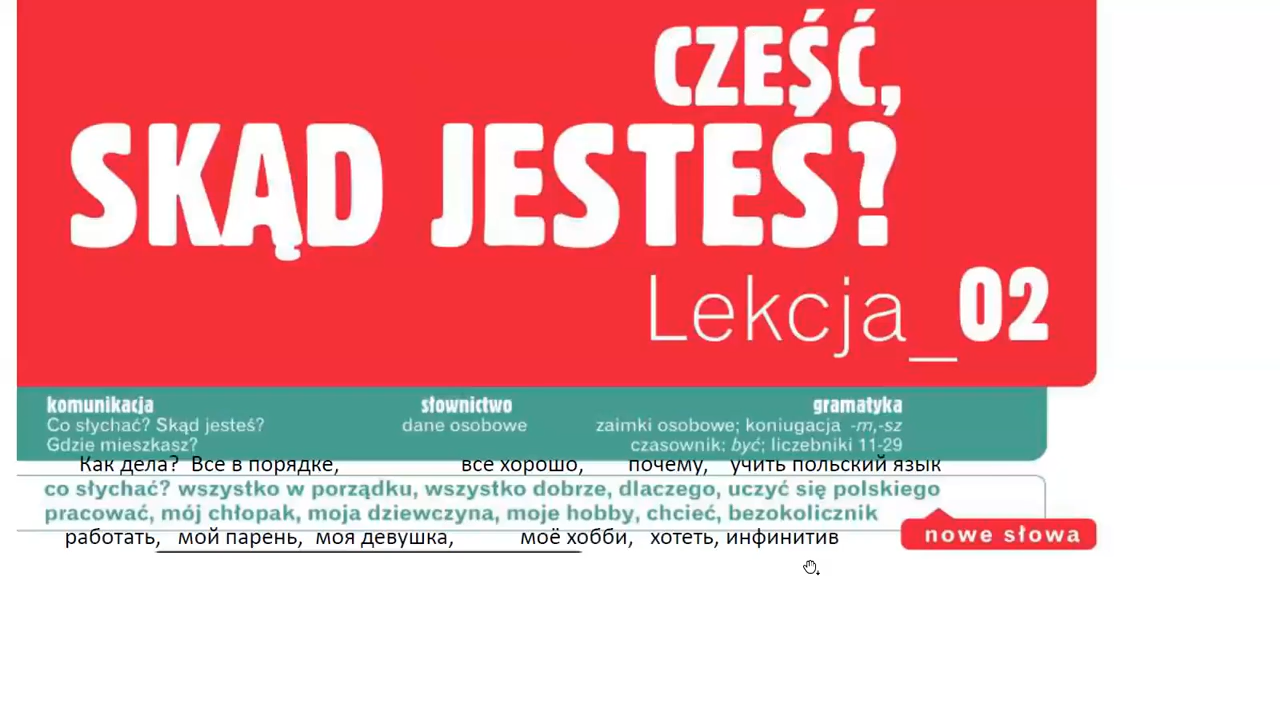 CZEŚĆ,
SKĄD JESTEŚ?
Lekcja_02
komunikacja słownictwo gramatyka
Co słychać? Skąd jesteś? dane osobowe zaimki osobowe; koniugacja -m,-sz
Gdzie mieszkasz? czasownik: być; liczebniki 11-29
Как дела? Все в порядке, все хорошо, почему, учить польский язык
co słychać? wszystko w porządku, wszystko dobrze, dlaczego, uczyć się polskiego
pracować, mój chłopak, moja dziewczyna, moje hobby, chcieć, bezokolicznik
nowe słowa
работать, мой парень, моя девушка, моё хобби, хотеть, инфинитив